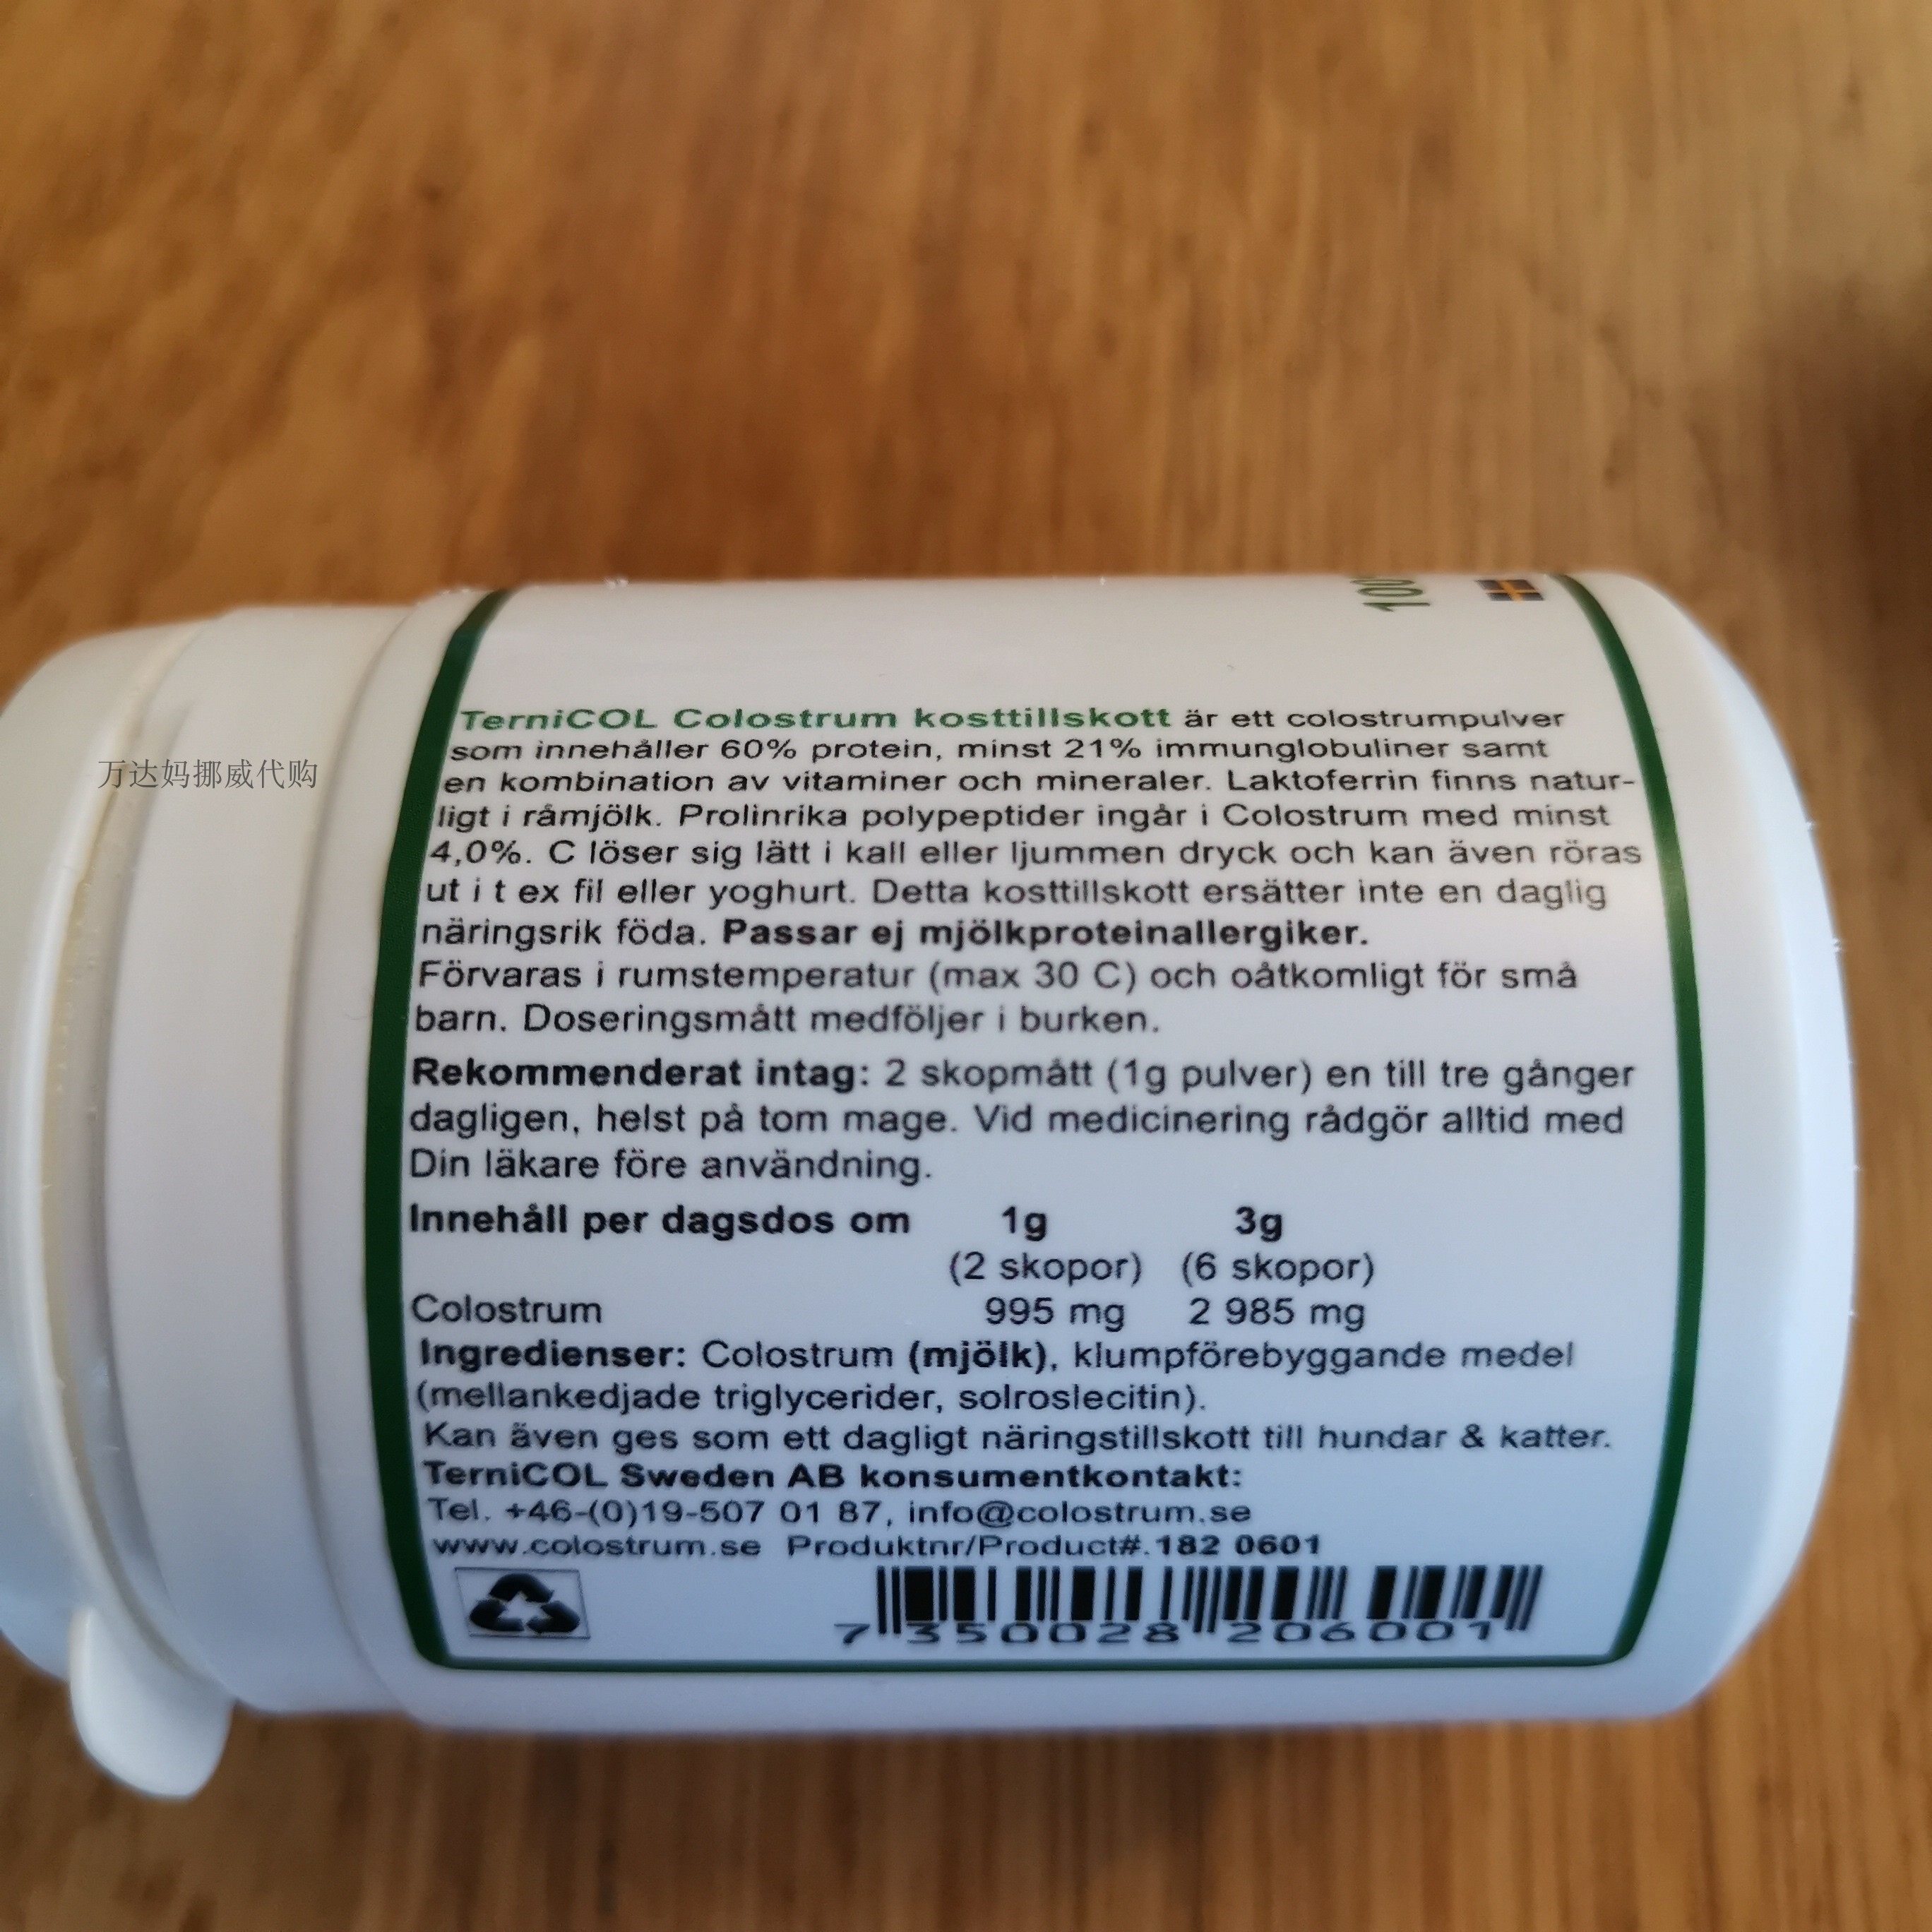 100
TerniCOL Colostrum kosttillskott är ett colostrumpulver
som innehåller 60% protein, minst 21% immunglobuliner samt
en kombination av vitaminer och mineraler. Laktoferrin finns natur-
ligt i råmjölk. Prolinrika polypeptider ingår i Colostrum med minst
4,0%. C löser sig lätt i kall eller ljummen dryck och kan även röras
ut i t ex fil eller yoghurt. Detta kosttillskott ersätter inte en daglig
näringsrik föda. Passar ej mjölkproteinallergiker.
Förvaras i rumstemperatur (max 30 C) och oåtkomligt för små
barn. Doseringsmått medföljer i burken.
Rekommenderat intag: 2 skopmått (1g pulver) en till tre gånger
dagligen, helst på tom mage. Vid medicinering rådgör alltid med
Din läkare före användning.
Innehåll per dagsdos om 1g 3g
(2 skopor) (6 skopor)
Colostrum 995 mg 2 985 mg
Ingredienser: Colostrum (mjölk), klumpförebyggande medel
(mellankedjade triglycerider, solroslecitin).
Kan även ges som ett dagligt näringstillskott till hundar & katter.
TerniCOL Sweden AB konsumentkontakt:
Tel. +46-(0)19-507 01 87, info@colostrum.se
www.colostrum.se Produktnr/Product#.182 0601
7 350028 206001
万达妈挪威代购